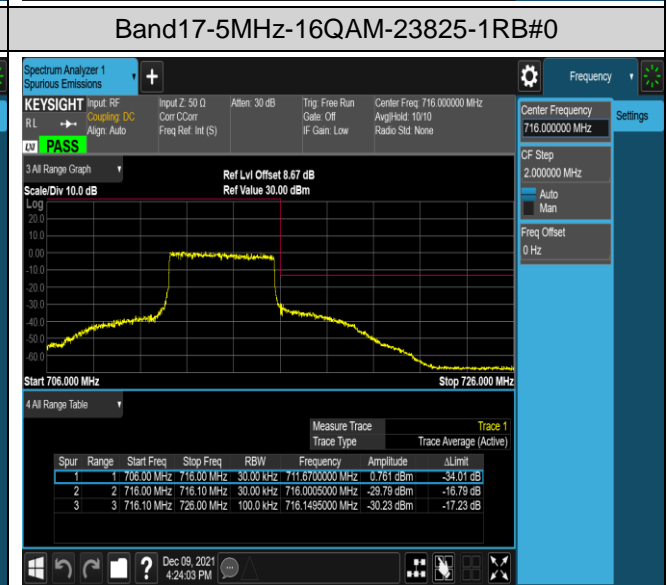 Band17-5MHz-16QAM-23825-1RB#0
Spectrum Analyzer 1
Spurious Emissions
+
Frequency
KEYSIGHT
RL
Input: RF
Coupling: DC
Align: Auto
Input Z: 50 Ω
Corr CCorr
Freq Ref: Int (S)
Atten: 30 dB
Trig: Free Run
Gate: Off
IF Gain: Low
Center Freq: 716.000000 MHz
Avg|Hold: 10/10
Radio Std: None
LXI PASS
Center Frequency
716.000000 MHz
Settings
CF Step
2.000000 MHz
Auto
Man
Freq Offset
0 Hz
3 All Range Graph
Scale/Div 10.0 dB
Ref Lvl Offset 8.67 dB
Ref Value 30.00 dBm
Log
20.0
10.0
0.00
-10.0
-20.0
-30.0
-40.0
-50.0
-60.0
Start 706.000 MHz Stop 726.000 MHz
4 All Range Table
Measure Trace Trace 1
Trace Type Trace Average (Active)
Spur Range Start Freq Stop Freq RBW Frequency Amplitude ΔLimit
1 1 706.00 MHz 716.00 MHz 30.00 kHz 711.6700000 MHz 0.761 dBm -34.01 dB
2 2 716.00 MHz 716.10 MHz 30.00 kHz 716.0005000 MHz -29.79 dBm -16.79 dB
3 3 716.10 MHz 726.00 MHz 100.0 kHz 716.1495000 MHz -30.23 dBm -17.23 dB
? Dec 09, 2021
4:24:03 PM